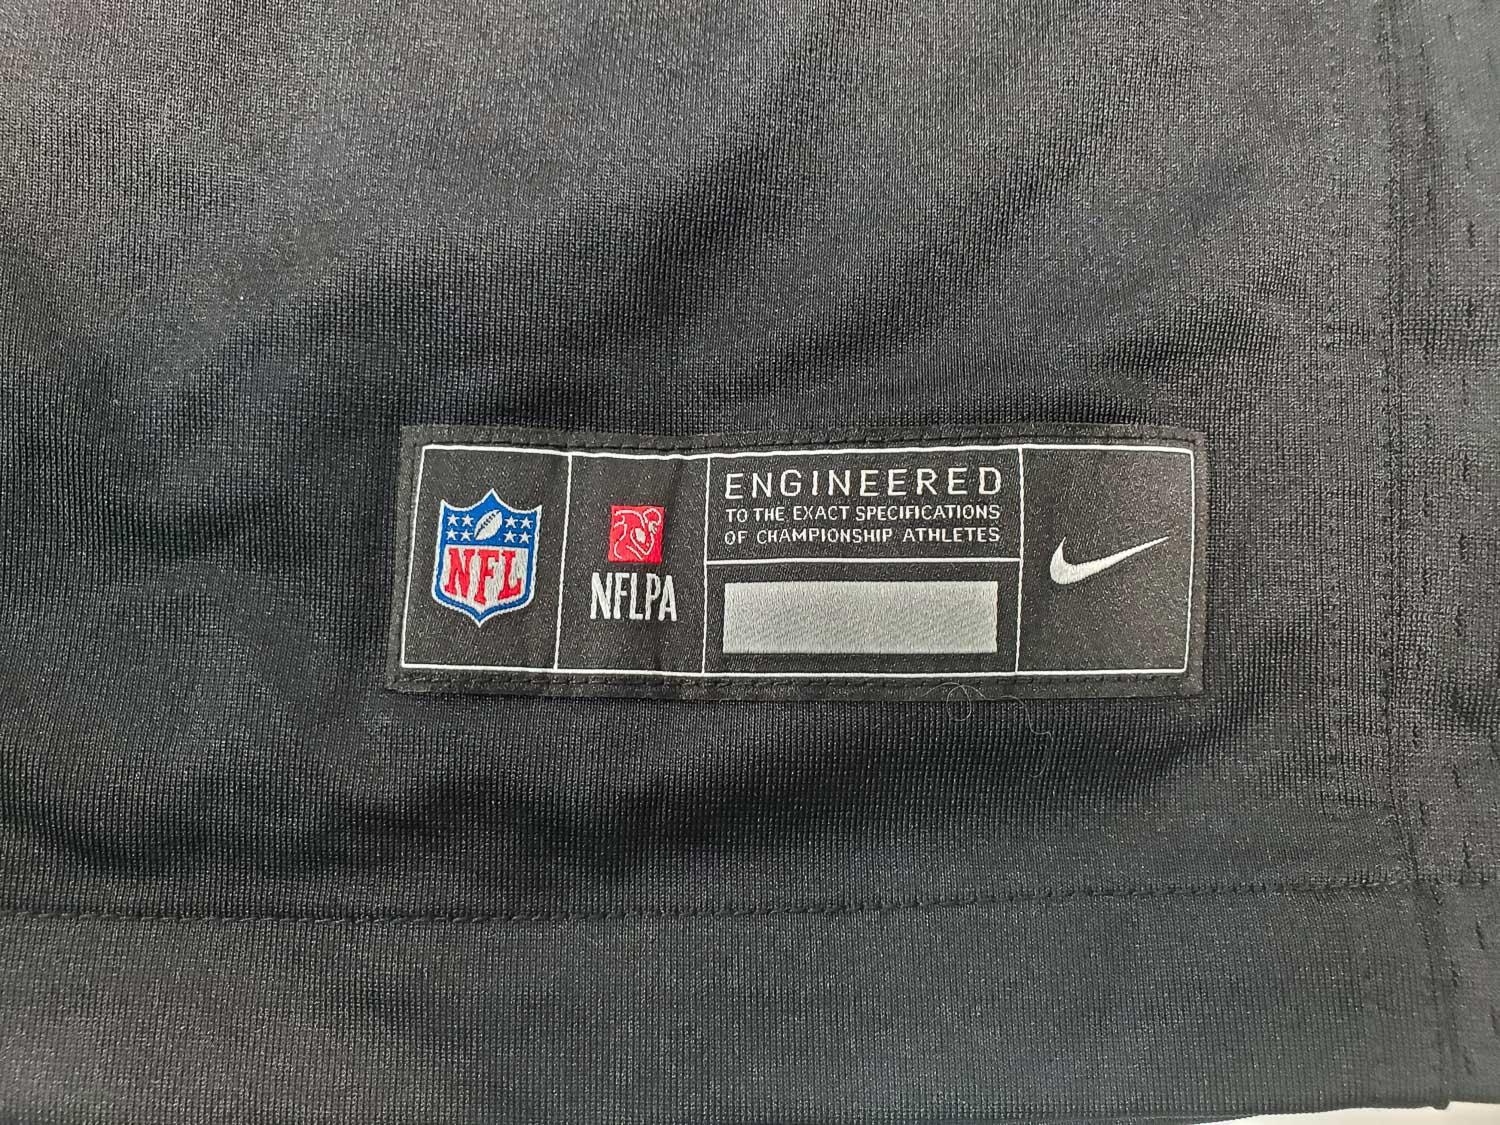 NFL
NFLPA
ENGINEERED
TO THE EXACT SPECIFICATIONS
OF CHAMPIONSHIP ATHLETES